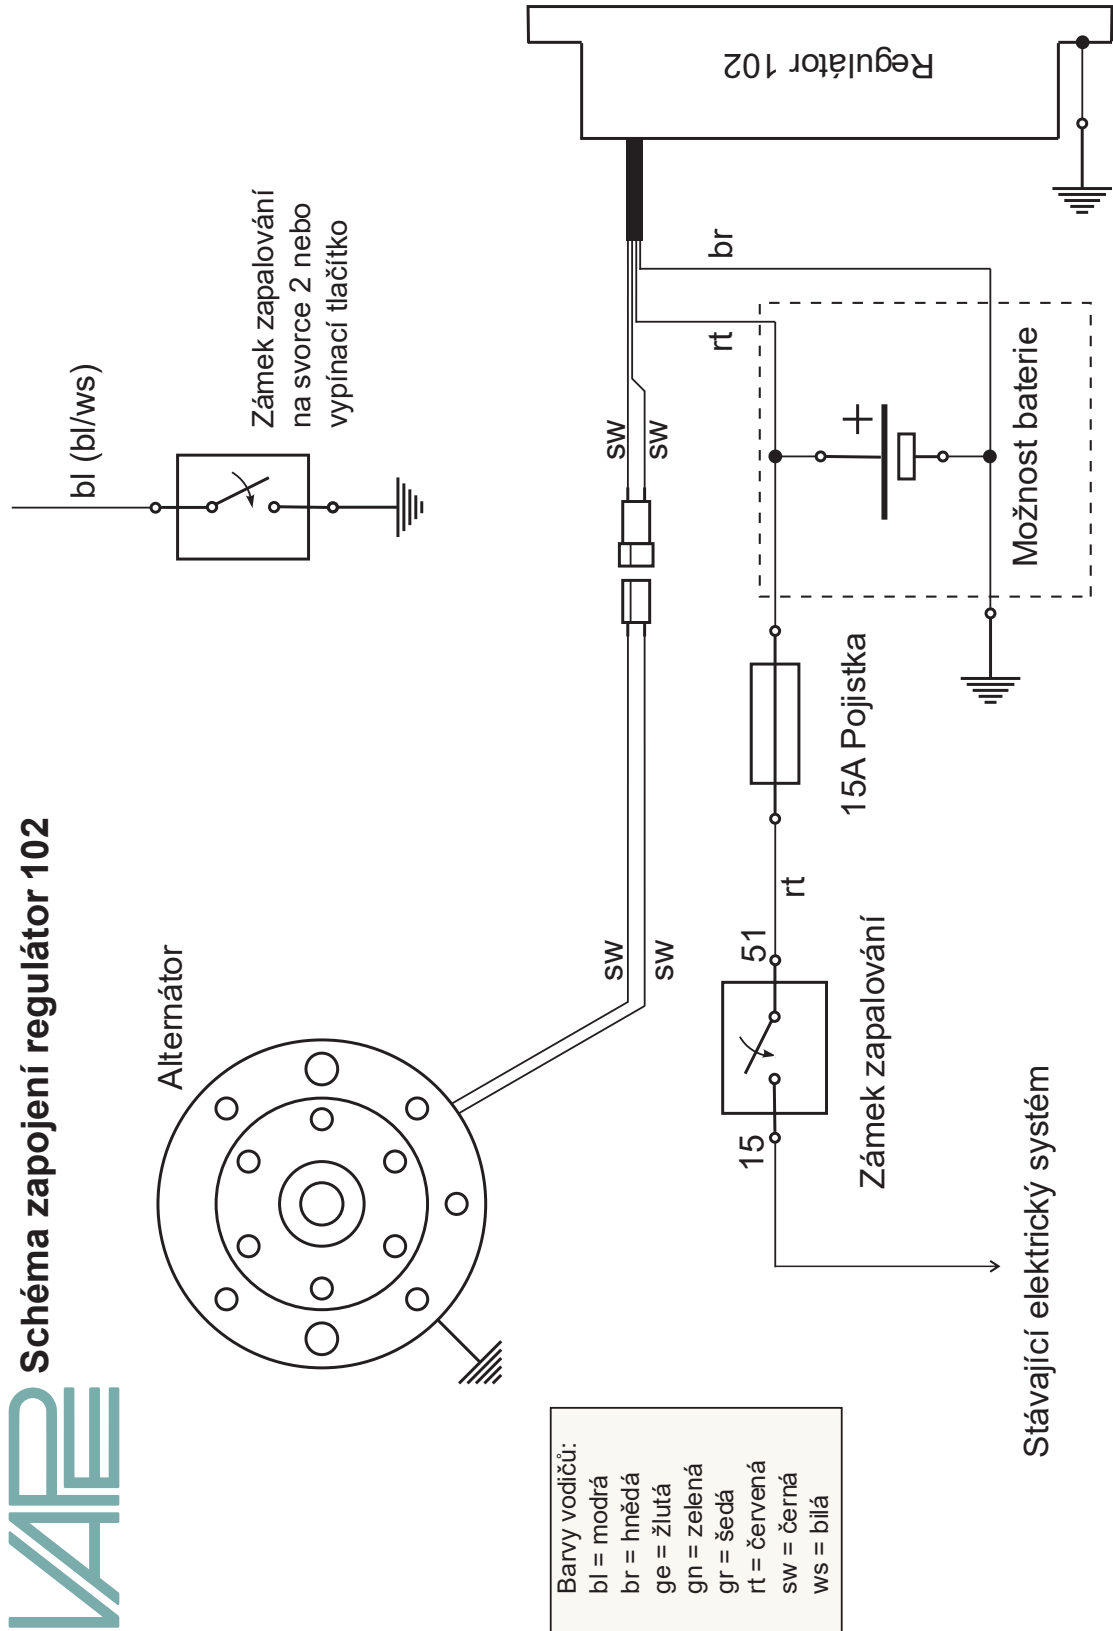 VAPE Schéma zapojení regulátor 102
Alternátor
bl (bl/ws)
Zámek zapalování
na svorce 2 nebo
vypínací tlačítko
Regulátor 102
sw
sw
sw
sw
br
rt
Možnost baterie
+
15A Pojistka
rt
51
15
Zámek zapalování
Stávající elektrický systém
Barvy vodičů:
bl = modrá
br = hnědá
ge = žlutá
gn = zelená
gr = šedá
rt = červená
sw = černá
ws = bílá